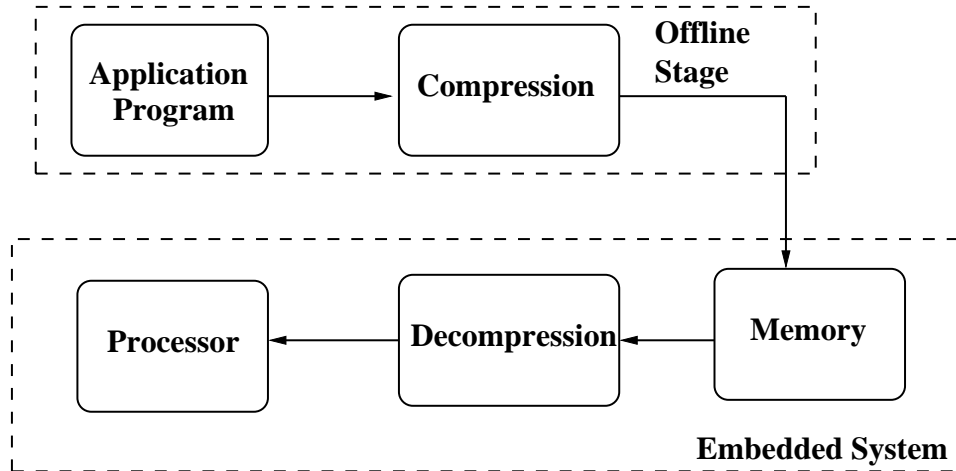 Application
Program
Compression
Offline
Stage
Processor
Decompression
Memory
Embedded System